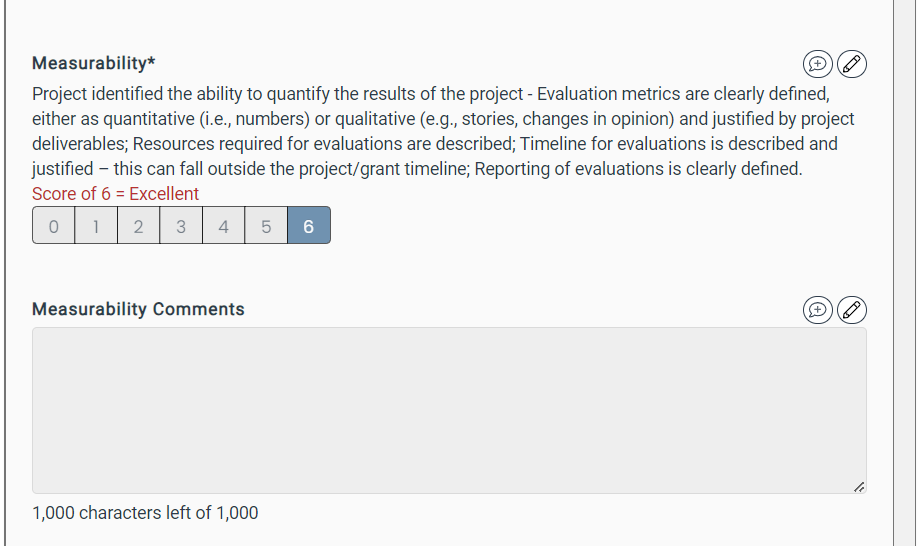 Measurability*
Project identified the ability to quantify the results of the project - Evaluation metrics are clearly defined,
either as quantitative (i.e., numbers) or qualitative (e.g., stories, changes in opinion) and justified by project
deliverables; Resources required for evaluations are described; Timeline for evaluations is described and
justified – this can fall outside the project/grant timeline; Reporting of evaluations is clearly defined.
Score of 6 = Excellent
0 1 2 3 4 5 6
Measurability Comments
1,000 characters left of 1,000